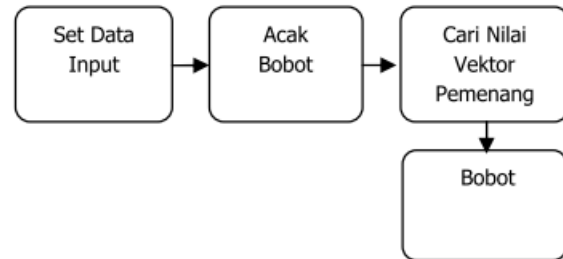 Set Data
Input
Acak
Bobot
Cari Nilai
Vektor
Pemenang
Bobot